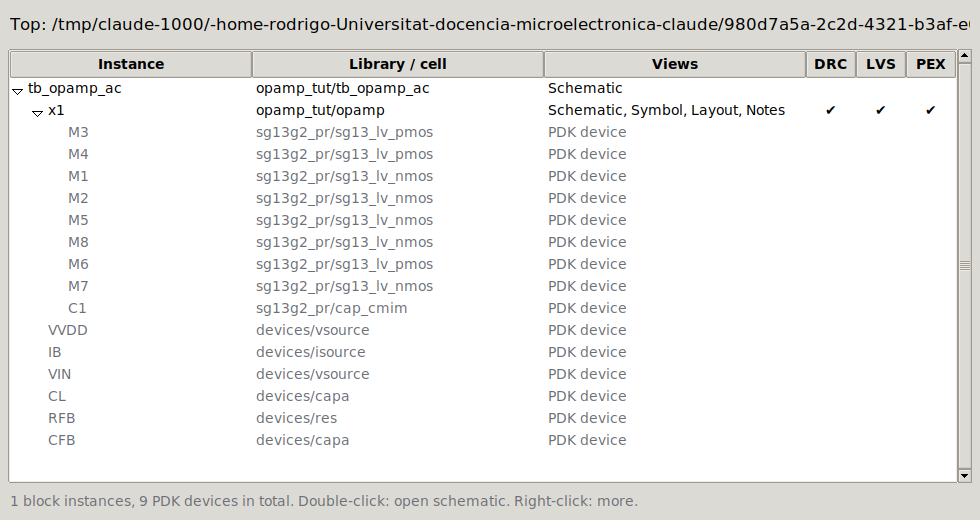 Top: /tmp/claude-1000/-home-rodrigo-Universitat-docencia-microelectronica-claude/980d7a5a-2c2d-4321-b3af-e
Instance Library / cell Views DRC LVS PEX
tb_opamp_ac opamp_tut/tb_opamp_ac Schematic
x1 opamp_tut/opamp Schematic, Symbol, Layout, Notes ✔ ✔ ✔
M3 sg13g2_pr/sg13_lv_pmos PDK device
M4 sg13g2_pr/sg13_lv_pmos PDK device
M1 sg13g2_pr/sg13_lv_nmos PDK device
M2 sg13g2_pr/sg13_lv_nmos PDK device
M5 sg13g2_pr/sg13_lv_nmos PDK device
M8 sg13g2_pr/sg13_lv_nmos PDK device
M6 sg13g2_pr/sg13_lv_pmos PDK device
M7 sg13g2_pr/sg13_lv_nmos PDK device
C1 sg13g2_pr/cap_cmim PDK device
VVDD devices/vsource PDK device
IB devices/isource PDK device
VIN devices/vsource PDK device
CL devices/capa PDK device
RFB devices/res PDK device
CFB devices/capa PDK device
1 block instances, 9 PDK devices in total. Double-click: open schematic. Right-click: more.